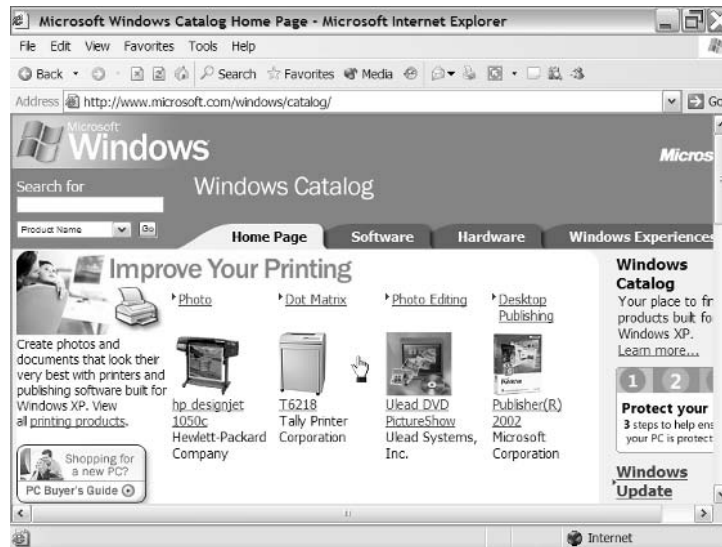 Microsoft Windows Catalog Home Page - Microsoft Internet Explorer
File Edit View Favorites Tools Help
Back Search Favorites Media
Address http://www.microsoft.com/windows/catalog/ Go
Microsoft
Windows
Micros
Search for
Windows Catalog
Product Name Go
Home Page Software Hardware Windows Experiences
Improve Your Printing
Photo Dot Matrix Photo Editing Desktop
Publishing
Create photos and
documents that look their
very best with printers and
publishing software built for
Windows XP. View
all printing products.
hp designjet
1050c
Hewlett-Packard
Company
T6218
Tally Printer
Corporation
Ulead DVD
PictureShow
Ulead Systems,
Inc.
Publisher(R)
2002
Microsoft
Corporation
Shopping for
a new PC?
PC Buyer's Guide
Windows
Catalog
Your place to fir
products built fo
Windows XP.
Learn more...
1 2
Protect your
3 steps to help ens
your PC is protect
Windows
Update
Internet